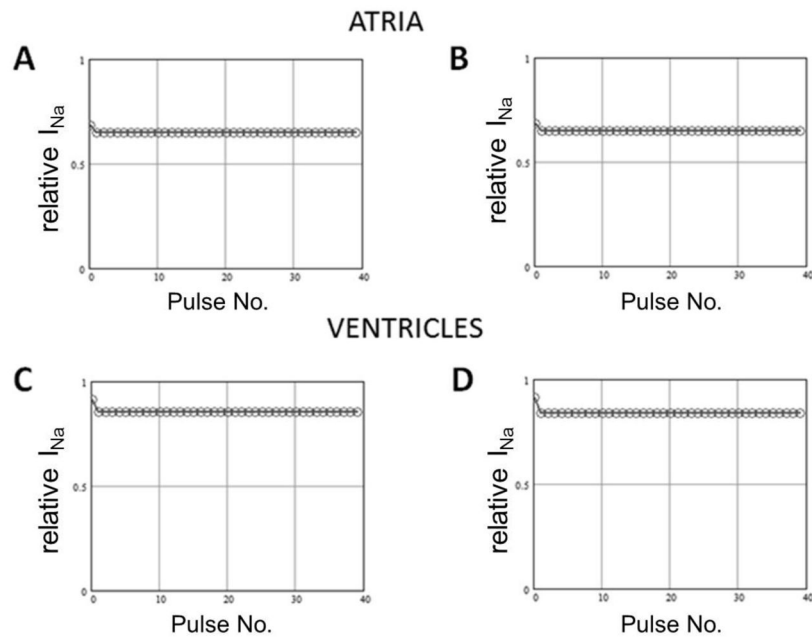 ATRIA
A
B
1
0.5
0
relative I_Na
0
10
20
30
40
Pulse No.
1
0.5
0
relative I_Na
0
10
20
30
40
Pulse No.
VENTRICLES
C
D
1
0.5
0
relative I_Na
0
10
20
30
40
Pulse No.
1
0.5
0
relative I_Na
0
10
20
30
40
Pulse No.